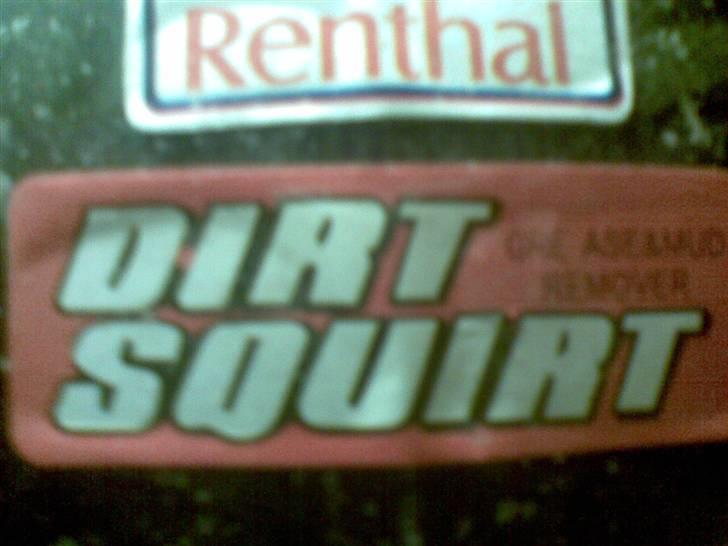 Renthal
DIRT
SQUIRT
REMOVER